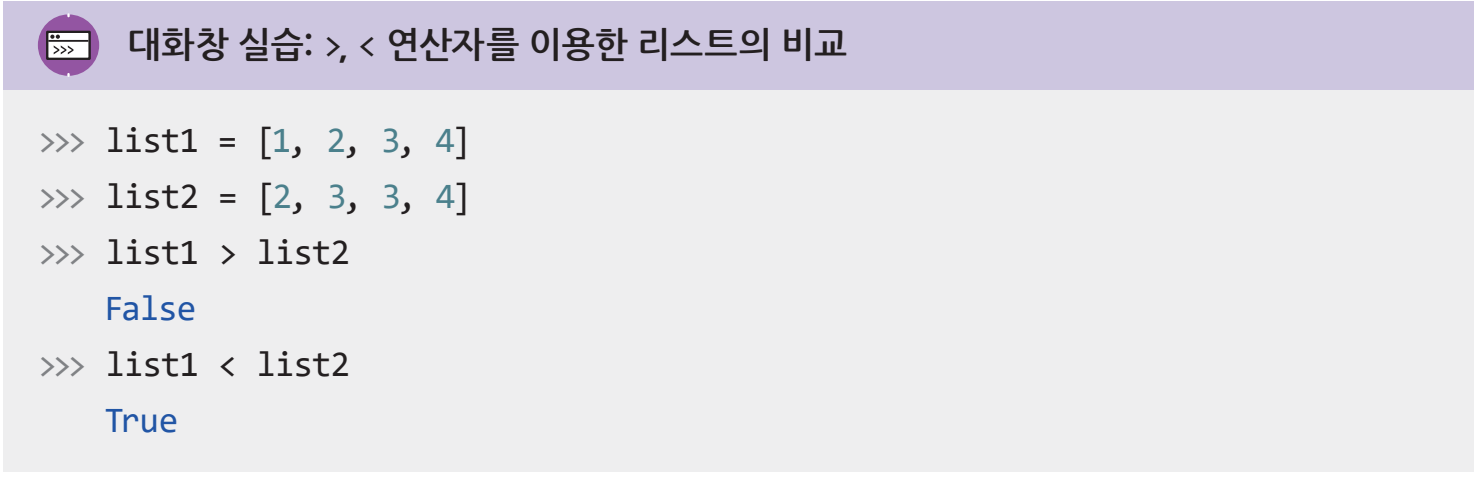 >>>
대화창 실습: >, < 연산자를 이용한 리스트의 비교
>>> list1 = [1, 2, 3, 4]
>>> list2 = [2, 3, 3, 4]
>>> list1 > list2
False
>>> list1 < list2
True